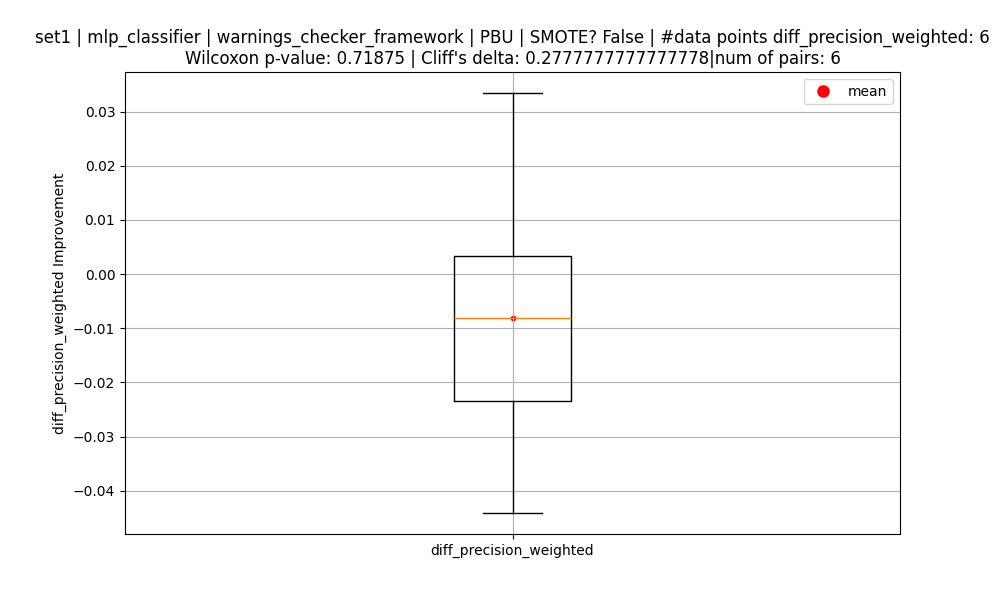 set1 | mlp_classifier | warnings_checker_framework | PBU | SMOTE? False | #data points diff_precision_weighted: 6
Wilcoxon p-value: 0.71875 | Cliff's delta: 0.2777777777777778|num of pairs: 6
mean
0.03
0.02
0.01
0.00
−0.01
−0.02
−0.03
−0.04
diff_precision_weighted Improvement
diff_precision_weighted